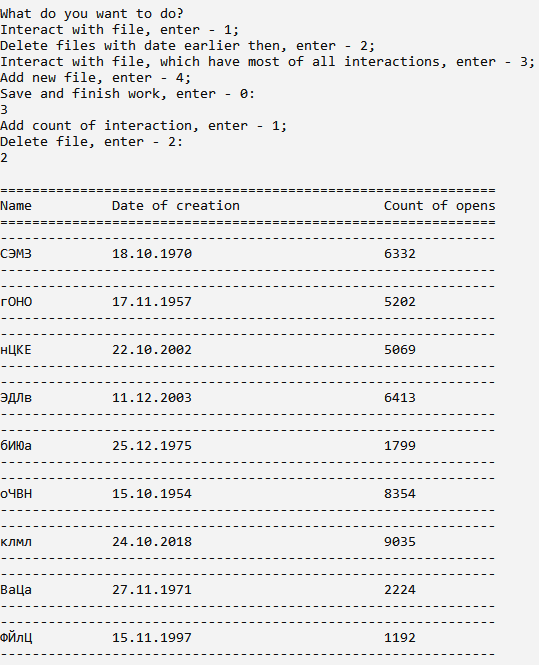 What do you want to do?
Interact with file, enter - 1;
Delete files with date earlier then, enter - 2;
Interact with file, which have most of all interactions, enter - 3;
Add new file, enter - 4;
Save and finish work, enter - 0:
3
Add count of interaction, enter - 1;
Delete file, enter - 2:
2
==============================================================
Name          Date of creation                  Count of opens
==============================================================
--------------------------------------------------------------
СЭМЗ          18.10.1970                        6332
--------------------------------------------------------------
--------------------------------------------------------------
гОНО          17.11.1957                        5202
--------------------------------------------------------------
--------------------------------------------------------------
нЦКЕ          22.10.2002                        5069
--------------------------------------------------------------
--------------------------------------------------------------
ЭДЛв          11.12.2003                        6413
--------------------------------------------------------------
--------------------------------------------------------------
бИЮа          25.12.1975                        1799
--------------------------------------------------------------
--------------------------------------------------------------
оЧВН          15.10.1954                        8354
--------------------------------------------------------------
--------------------------------------------------------------
клмл          24.10.2018                        9035
--------------------------------------------------------------
--------------------------------------------------------------
ВаЦа          27.11.1971                        2224
--------------------------------------------------------------
--------------------------------------------------------------
ФЙлЦ          15.11.1997                        1192
--------------------------------------------------------------